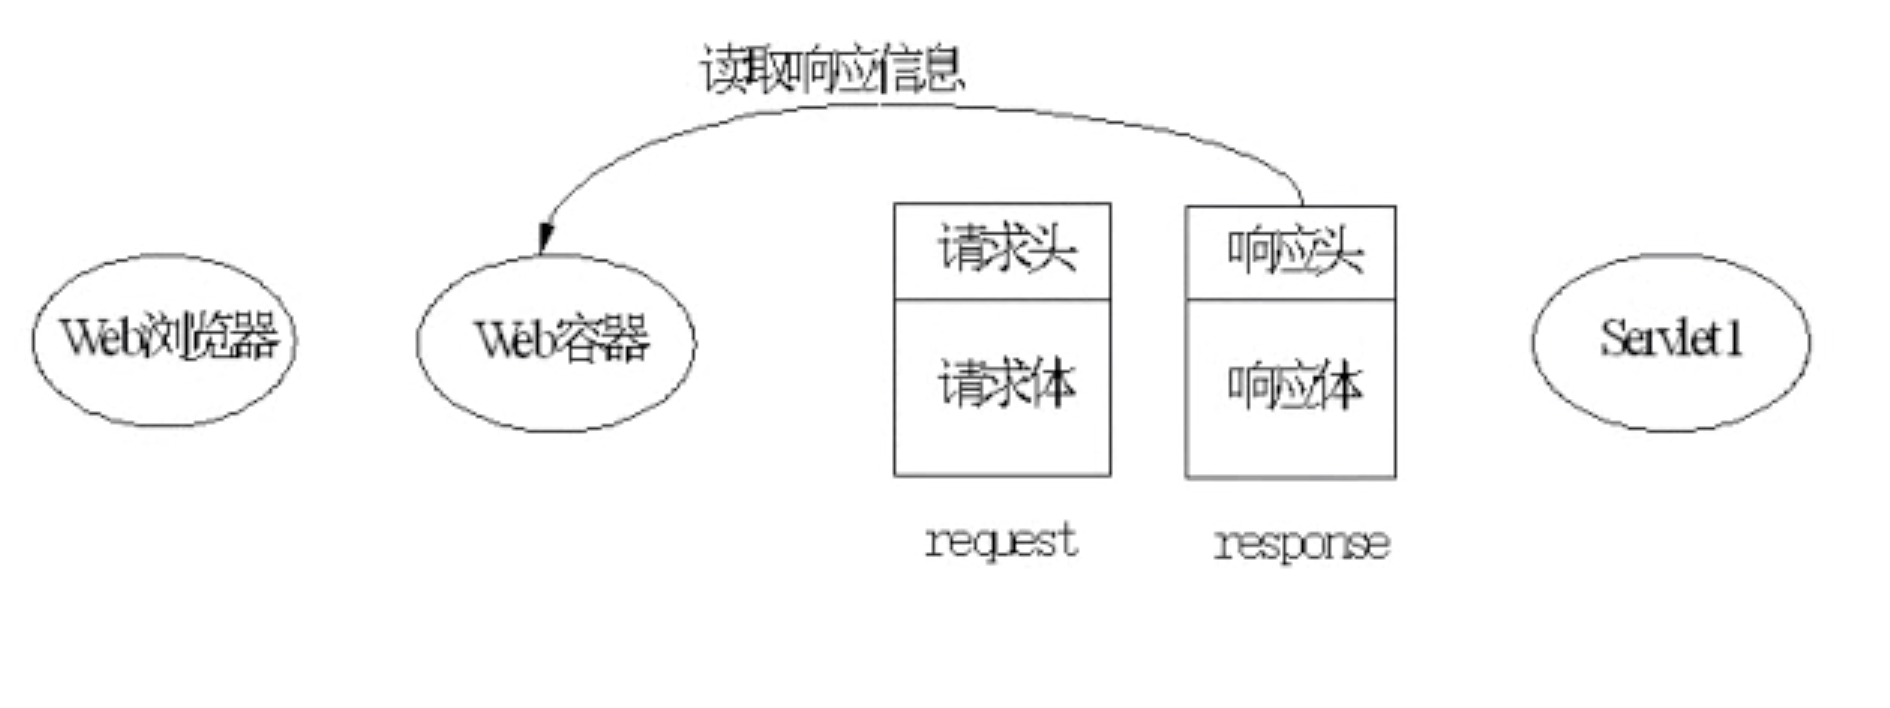 读取响应信息
请求头
响应头
Web浏览器
Web容器
Servlet1
请求体
响应体
request
response